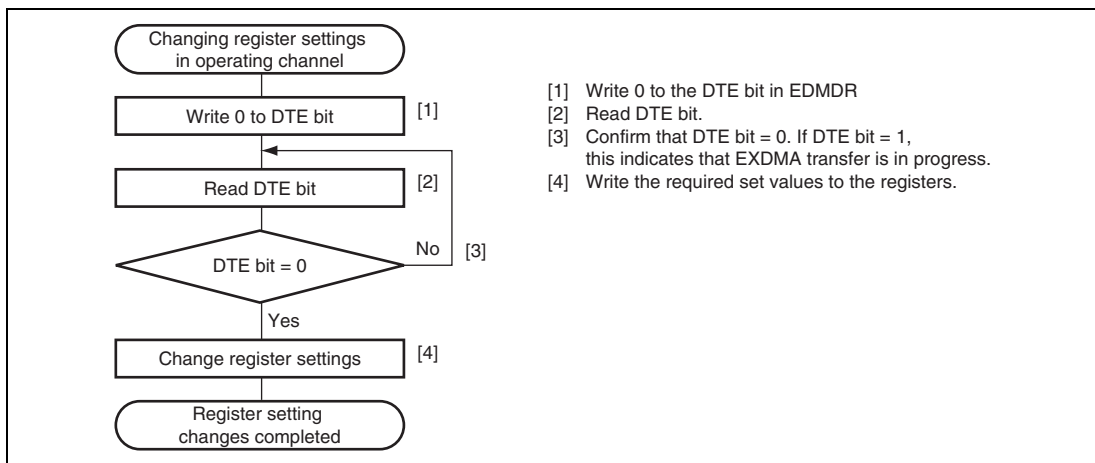 Changing register settings
in operating channel
Write 0 to DTE bit
[1]
Read DTE bit
[2]
DTE bit = 0
No
[3]
Yes
Change register settings
[4]
Register setting
changes completed
[1] Write 0 to the DTE bit in EDMDR
[2] Read DTE bit.
[3] Confirm that DTE bit = 0. If DTE bit = 1,
this indicates that EXDMA transfer is in progress.
[4] Write the required set values to the registers.